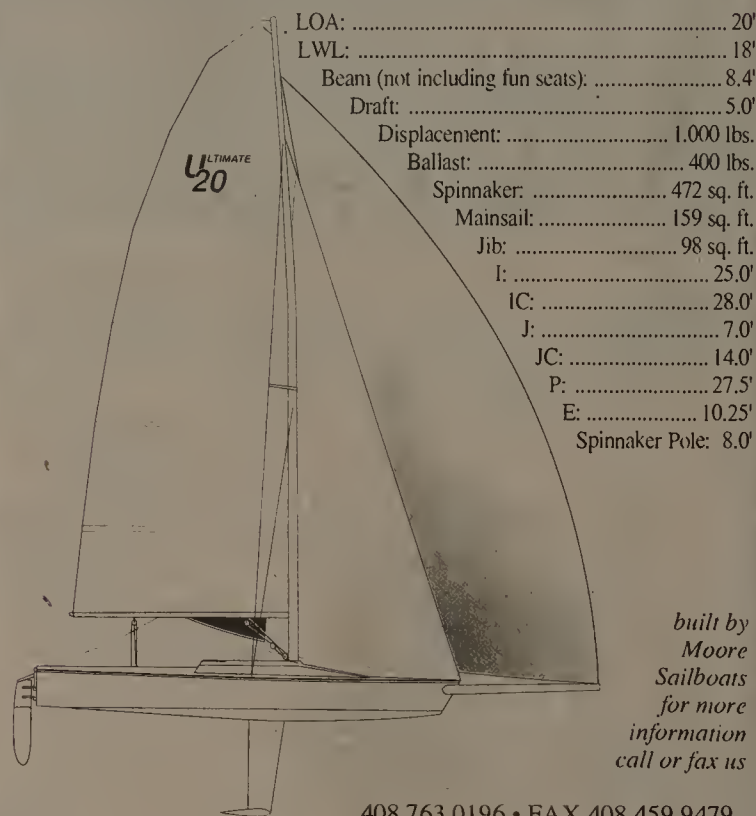 LOA: ........................................................ 20'
LWL: ...................................................... 18'
Beam (not including fun seats): ...................... 8.4'
Draft: ................................................. 5.0'
Displacement: ............................ 1.000 lbs.
Ballast: .................................... 400 lbs.
Spinnaker: ....................... 472 sq. ft.
Mainsail: ...................... 159 sq. ft.
Jib: ............................ 98 sq. ft.
I: ................................. 25.0'
IC: ............................. 28.0'
J: ............................... 7.0'
JC: .......................... 14.0'
P: ........................ 27.5'
E: ................... 10.25'
Spinnaker Pole: 8.0'
ULTIMATE
20
built by
Moore
Sailboats
for more
information
call or fax us
408.763.0196 • FAX 408.459.9479